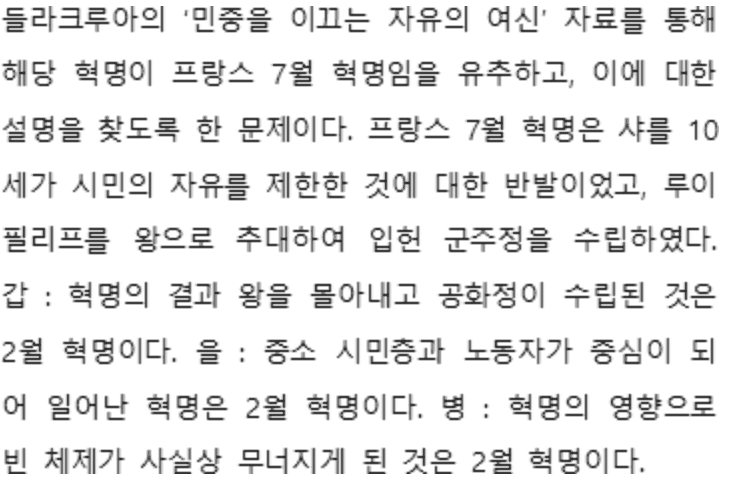 들라크루아의 ‘민중을 이끄는 자유의 여신’ 자료를 통해
해당 혁명이 프랑스 7월 혁명임을 유추하고, 이에 대한
설명을 찾도록 한 문제이다. 프랑스 7월 혁명은 샤를 10
세가 시민의 자유를 제한한 것에 대한 반발이었고, 루이
필리프를 왕으로 추대하여 입헌 군주정을 수립하였다.
갑 : 혁명의 결과 왕을 몰아내고 공화정이 수립된 것은
2월 혁명이다. 을 : 중소 시민층과 노동자가 중심이 되
어 일어난 혁명은 2월 혁명이다. 병 : 혁명의 영향으로
빈 체제가 사실상 무너지게 된 것은 2월 혁명이다.